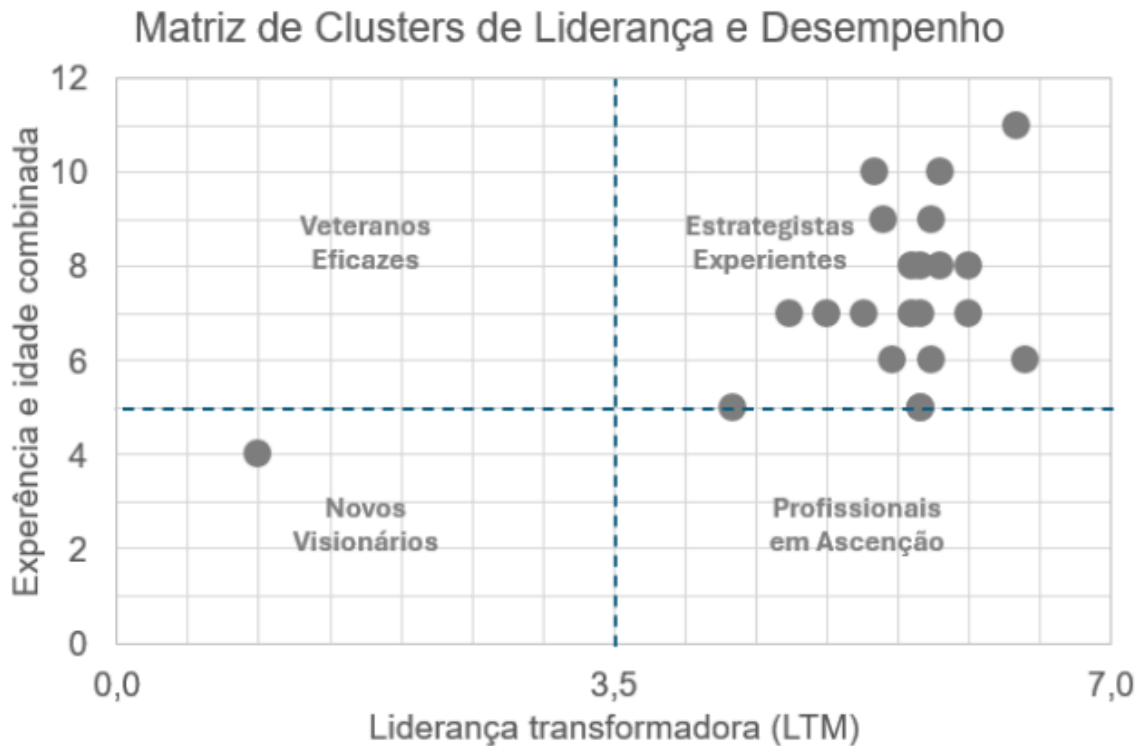 Matriz de Clusters de Liderança e Desempenho
Experência e idade combinada
12
10
8
6
4
2
0
Veteranos
Eficazes
Estrategistas
Experientes
Novos
Visionários
Profissionais
em Ascenção
0,0
3,5
7,0
Liderança transformadora (LTM)